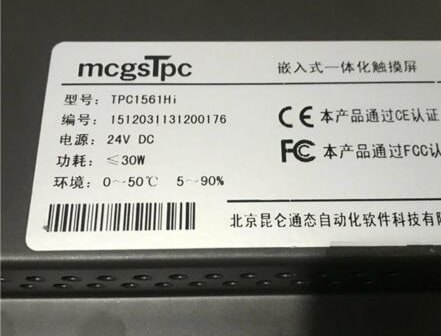 mcgsTpc 嵌入式一体化触摸屏
型号: TPC1561Hi
编号: 1512031131200176
电源: 24V DC
功耗: ≤30W
环境: 0～50℃ 5～90%
CE 本产品通过CE认证
FC 本产品通过FCC认
北京昆仑通态自动化软件科技有限